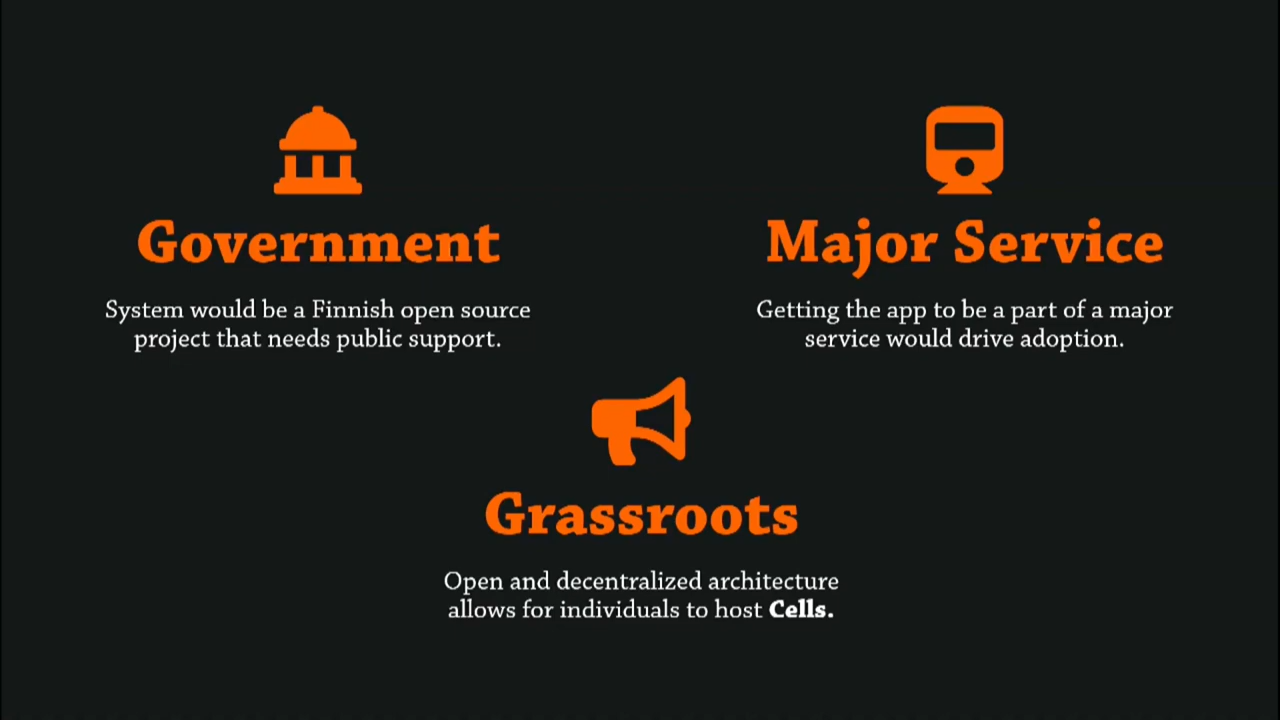 Government
System would be a Finnish open source
project that needs public support.
Major Service
Getting the app to be a part of a major
service would drive adoption.
Grassroots
Open and decentralized architecture
allows for individuals to host Cells.